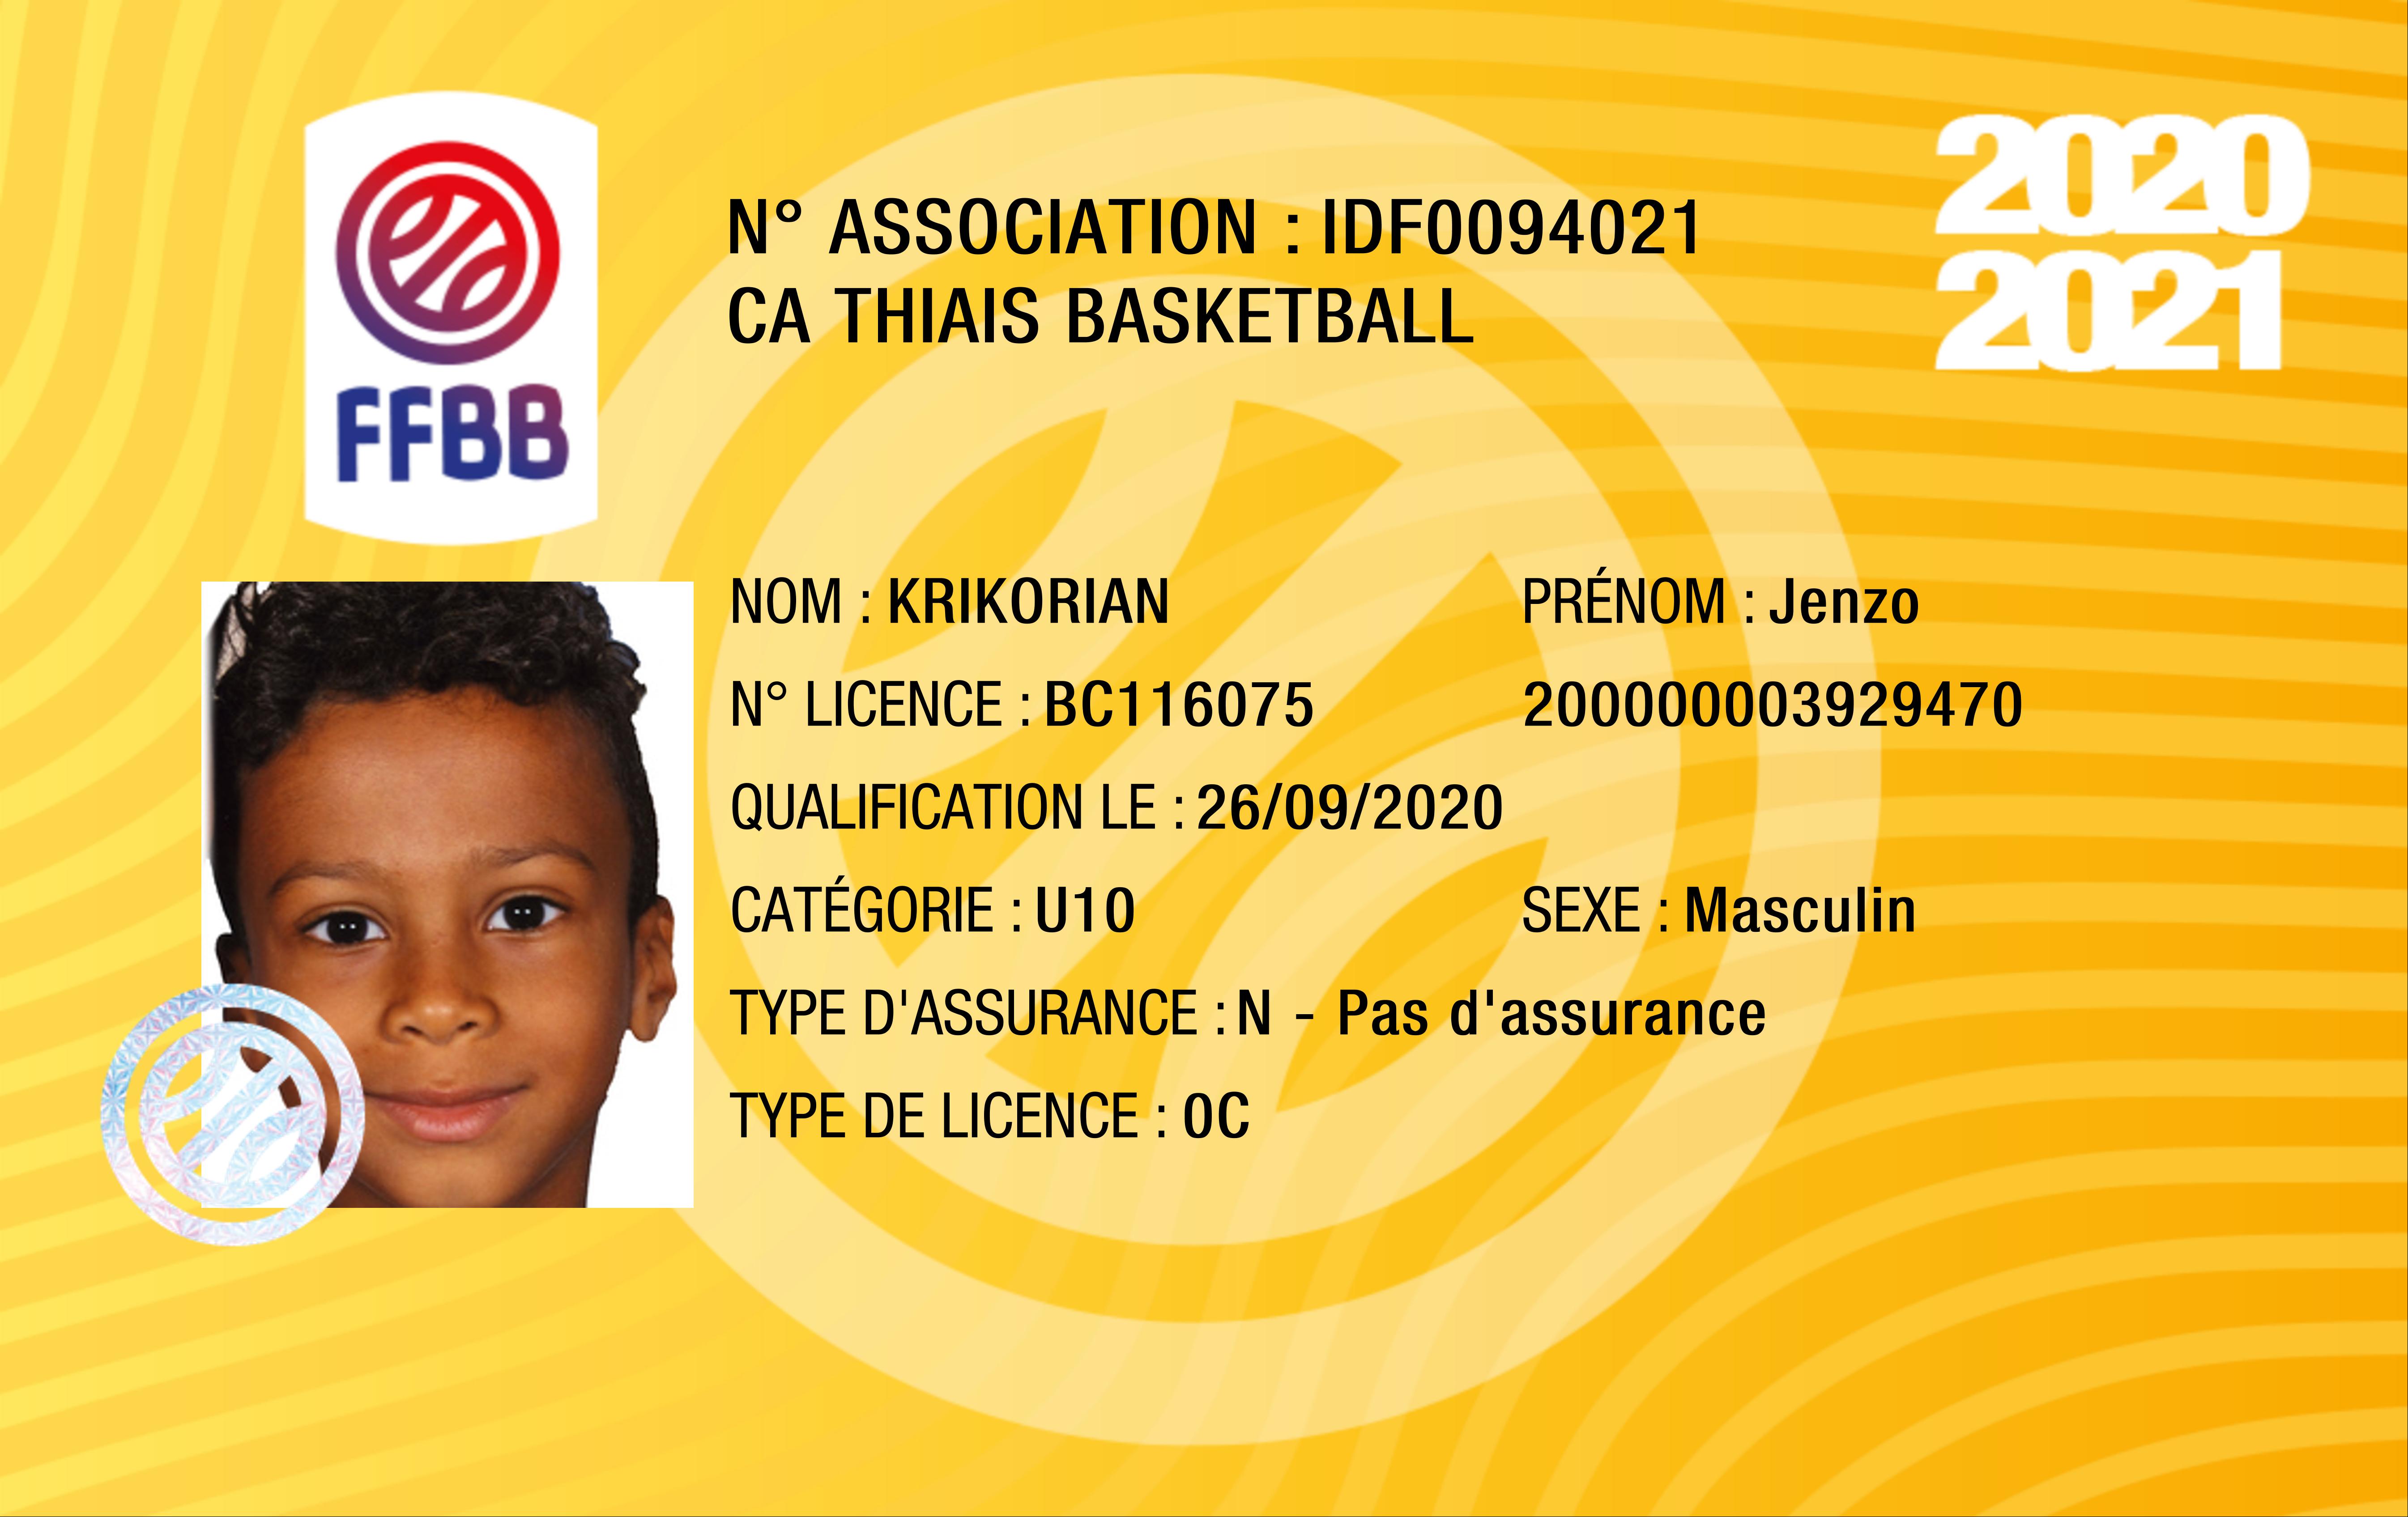 FFBB
N° ASSOCIATION : IDF0094021
CA THIAIS BASKETBALL
2020
2021
NOM : KRIKORIAN
PRÉNOM : Jenzo
N° LICENCE : BC116075
200000003929470
QUALIFICATION LE : 26/09/2020
CATÉGORIE : U10
SEXE : Masculin
TYPE D'ASSURANCE : N - Pas d'assurance
TYPE DE LICENCE : 0C